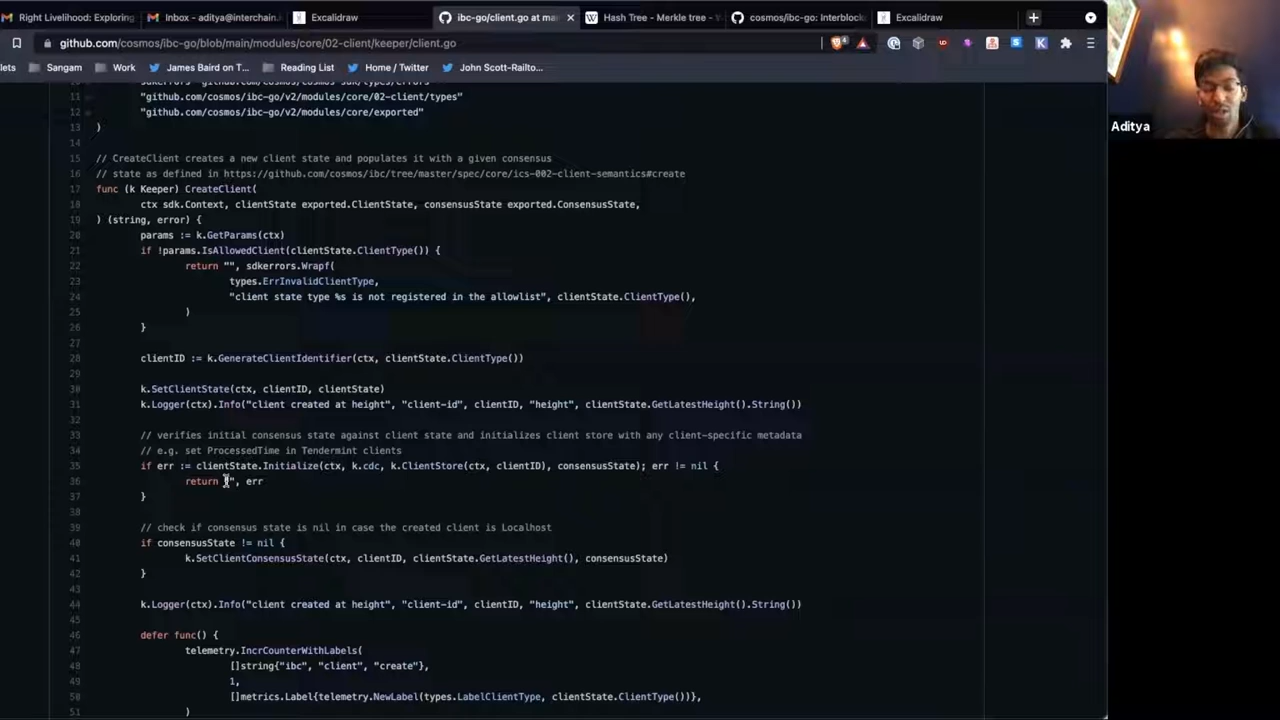 Right Livelihood: Exploring
Inbox - aditya@interchain.
Excalidraw
ibc-go/client.go at ma
Hash Tree - Merkle tree - W
cosmos/ibc-go: Interblock
Excalidraw
github.com/cosmos/ibc-go/blob/main/modules/core/02-client/keeper/client.go
lets
Sangam
Work
James Baird on T...
Reading List
Home / Twitter
John Scott-Railto...
Aditya
10 sdkerrors "github.com/cosmos/cosmos-sdk/types/errors"
11 "github.com/cosmos/ibc-go/v2/modules/core/02-client/types"
12 "github.com/cosmos/ibc-go/v2/modules/core/exported"
13 )
14
15 // CreateClient creates a new client state and populates it with a given consensus
16 // state as defined in https://github.com/cosmos/ibc/tree/master/spec/core/ics-002-client-semantics#create
17 func (k Keeper) CreateClient(
18 ctx sdk.Context, clientState exported.ClientState, consensusState exported.ConsensusState,
19 ) (string, error) {
20 params := k.GetParams(ctx)
21 if !params.IsAllowedClient(clientState.ClientType()) {
22 return "", sdkerrors.Wrapf(
23 types.ErrInvalidClientType,
24 "client state type %s is not registered in the allowlist", clientState.ClientType(),
25 )
26 }
27
28 clientID := k.GenerateClientIdentifier(ctx, clientState.ClientType())
29
30 k.SetClientState(ctx, clientID, clientState)
31 k.Logger(ctx).Info("client created at height", "client-id", clientID, "height", clientState.GetLatestHeight().String())
32
33 // verifies initial consensus state against client state and initializes client store with any client-specific metadata
34 // e.g. set ProcessedTime in Tendermint clients
35 if err := clientState.Initialize(ctx, k.cdc, k.ClientStore(ctx, clientID), consensusState); err != nil {
36 return "", err
37 }
38
39 // check if consensus state is nil in case the created client is Localhost
40 if consensusState != nil {
41 k.SetClientConsensusState(ctx, clientID, clientState.GetLatestHeight(), consensusState)
42 }
43
44 k.Logger(ctx).Info("client created at height", "client-id", clientID, "height", clientState.GetLatestHeight().String())
45
46 defer func() {
47 telemetry.IncrCounterWithLabels(
48 []string{"ibc", "client", "create"},
49 1,
50 []metrics.Label{telemetry.NewLabel(types.LabelClientType, clientState.ClientType())},
51 )